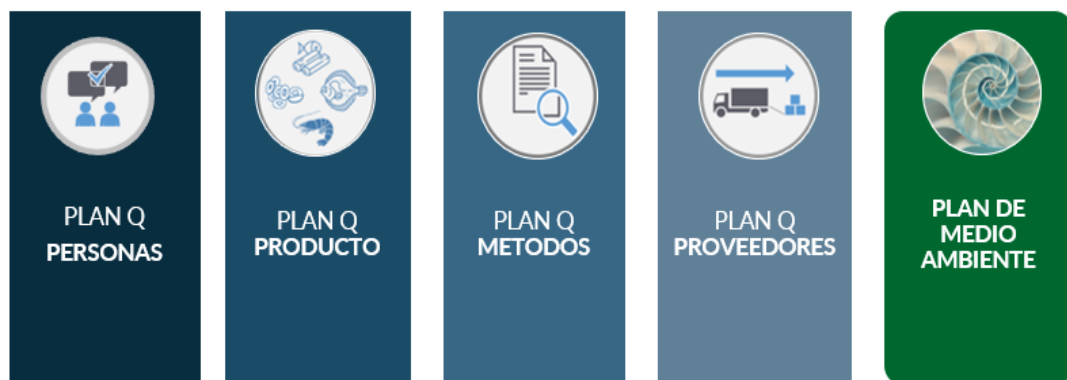 PLAN Q
PERSONAS
PLAN Q
PRODUCTO
PLAN Q
METODOS
PLAN Q
PROVEEDORES
PLAN DE
MEDIO
AMBIENTE